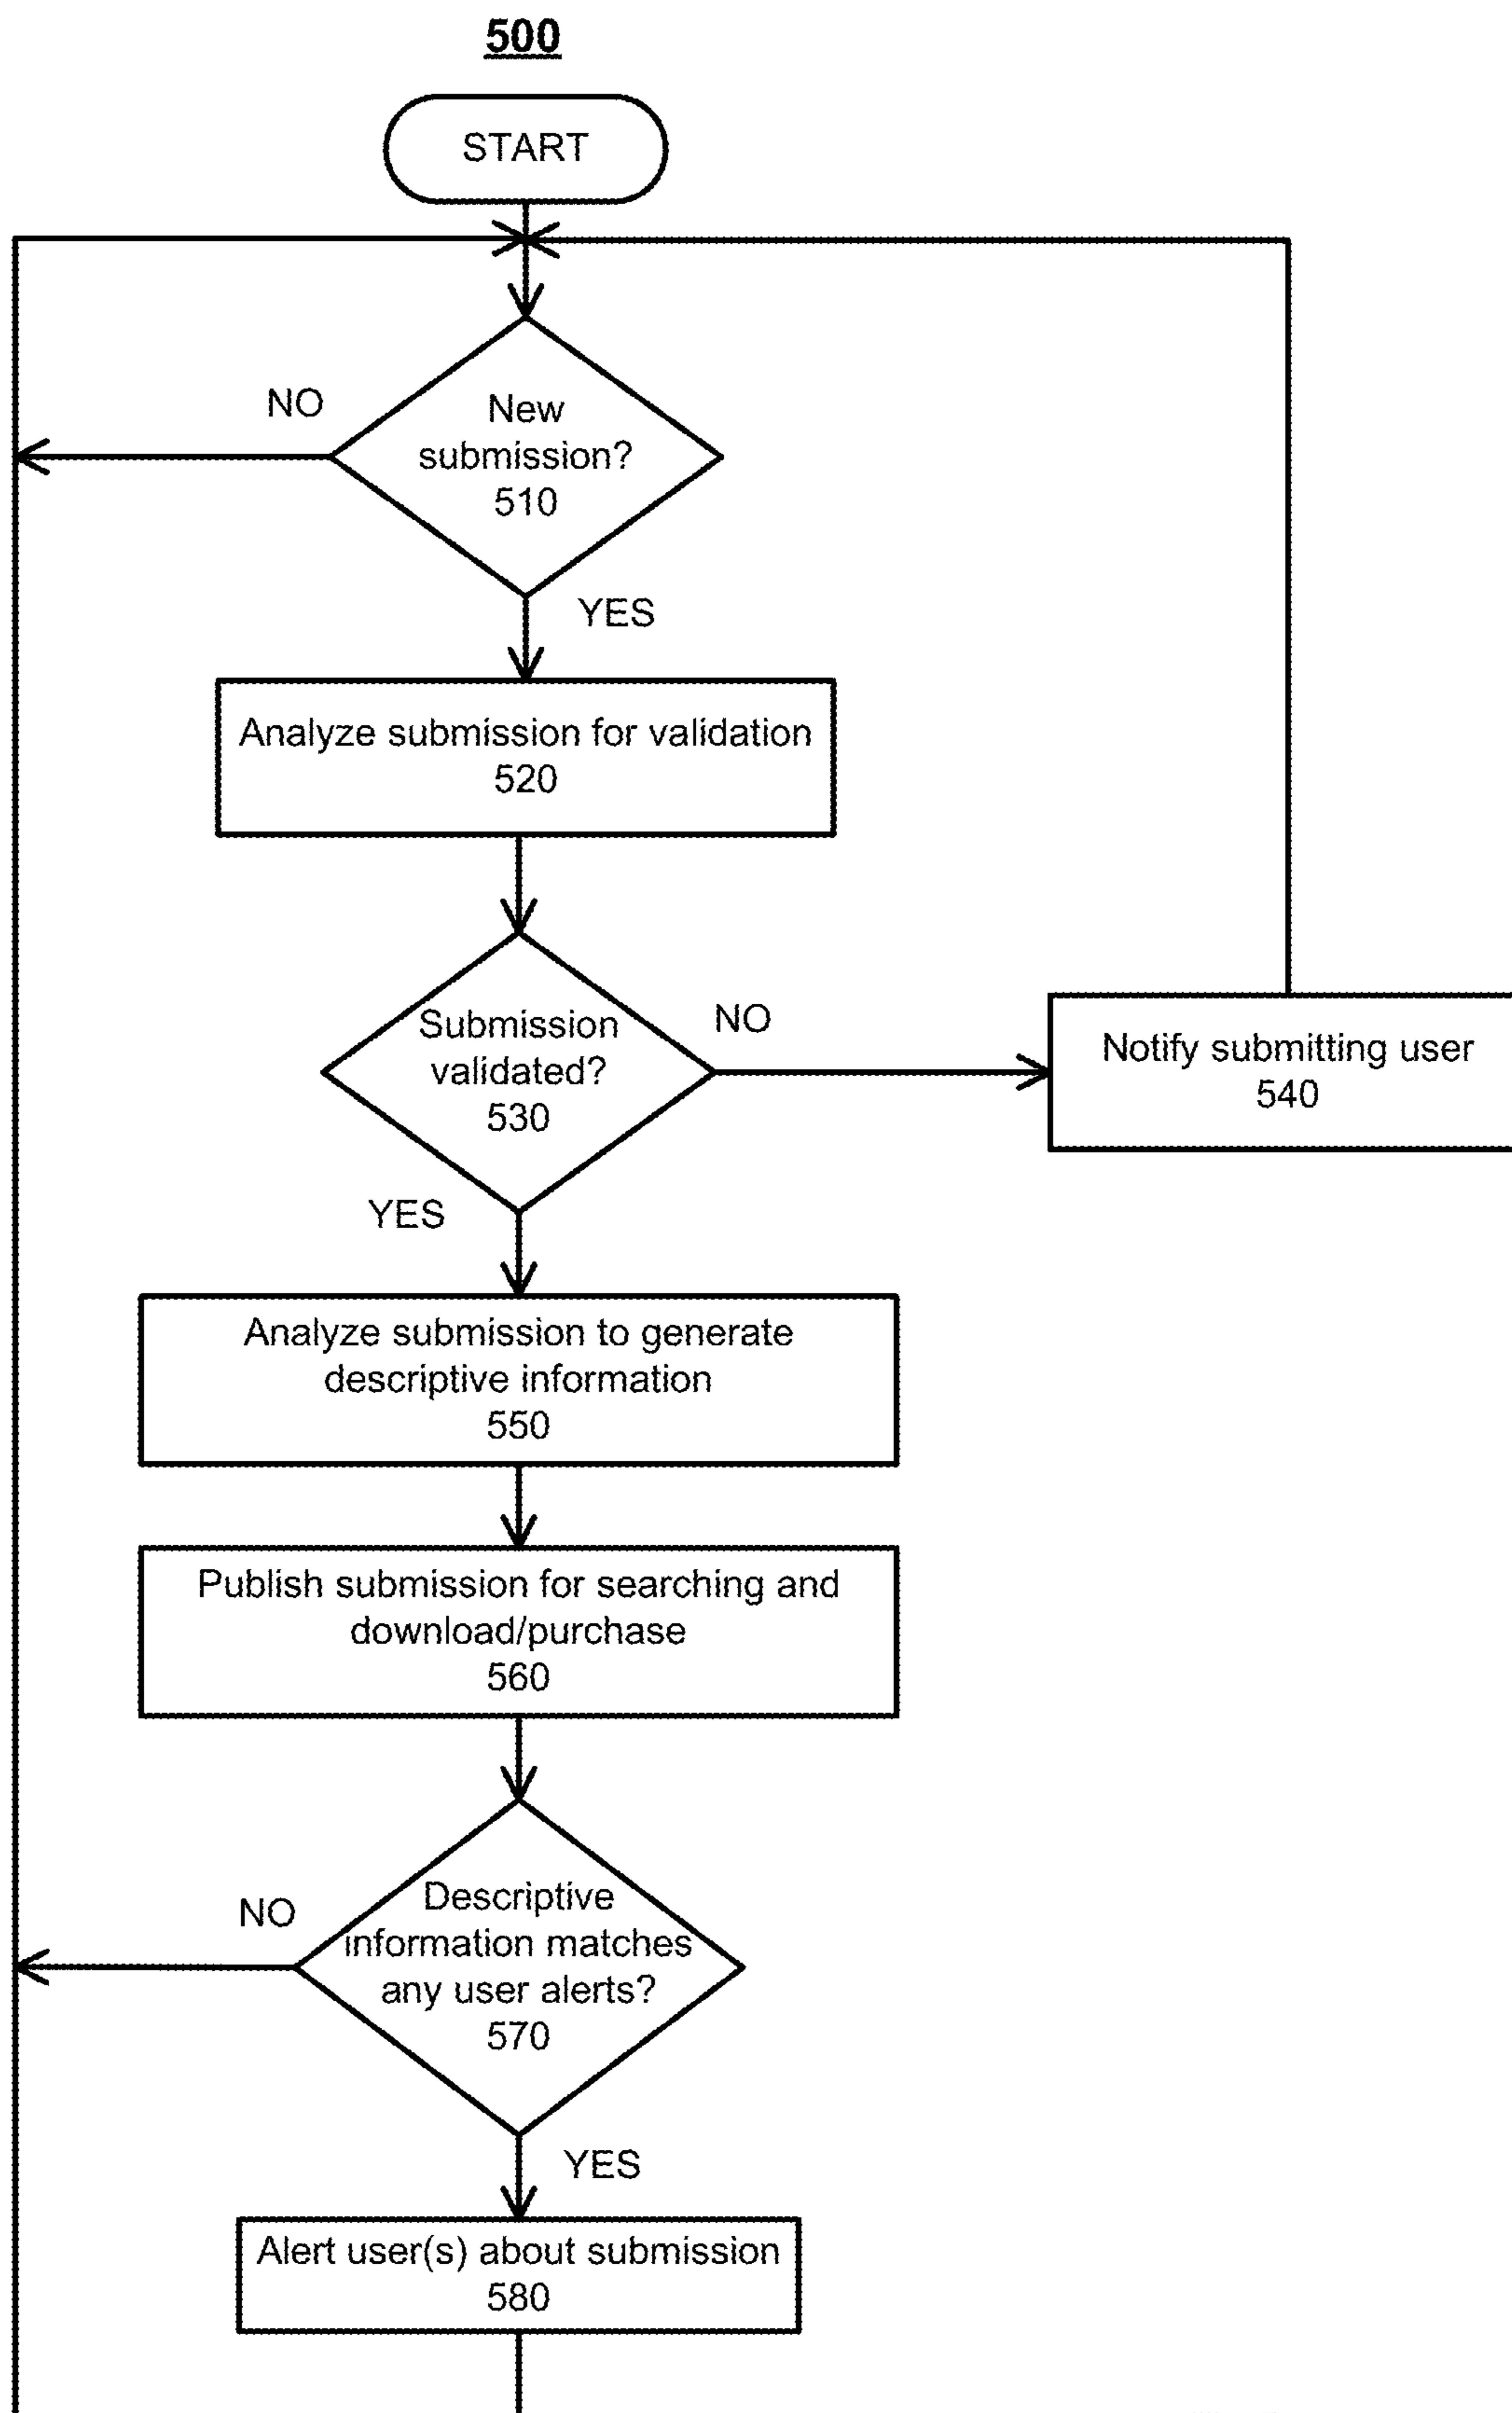 500
START
NO
New
submission?
510
YES
Analyze submission for validation
520
Submission
validated?
530
NO
Notify submitting user
540
YES
Analyze submission to generate
descriptive information
550
Publish submission for searching and
download/purchase
560
NO
Descriptive
information matches
any user alerts?
570
YES
Alert user(s) about submission
580